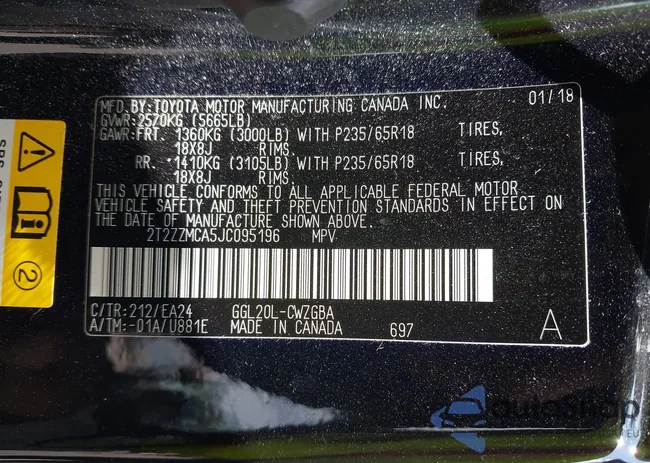 MFD. BY: TOYOTA MOTOR MANUFACTURING CANADA INC. 01/18
GVWR: 2570KG (5665LB)
GAWR: FRT. 1360KG (3000LB) WITH P235/65R18 TIRES,
18X8J RIMS,
RR. 1410KG (3105LB) WITH P235/65R18 TIRES,
18X8J RIMS,
THIS VEHICLE CONFORMS TO ALL APPLICABLE FEDERAL MOTOR
VEHICLE SAFETY AND THEFT PREVENTION STANDARDS IN EFFECT ON
THE DATE OF MANUFACTURE SHOWN ABOVE.
2T2ZZMCA5JC095196 MPV
C/TR: 212/EA24 GGL20L-CWZGBA
A/TM: -01A/U881E MADE IN CANADA 697 A
2
AutoShop